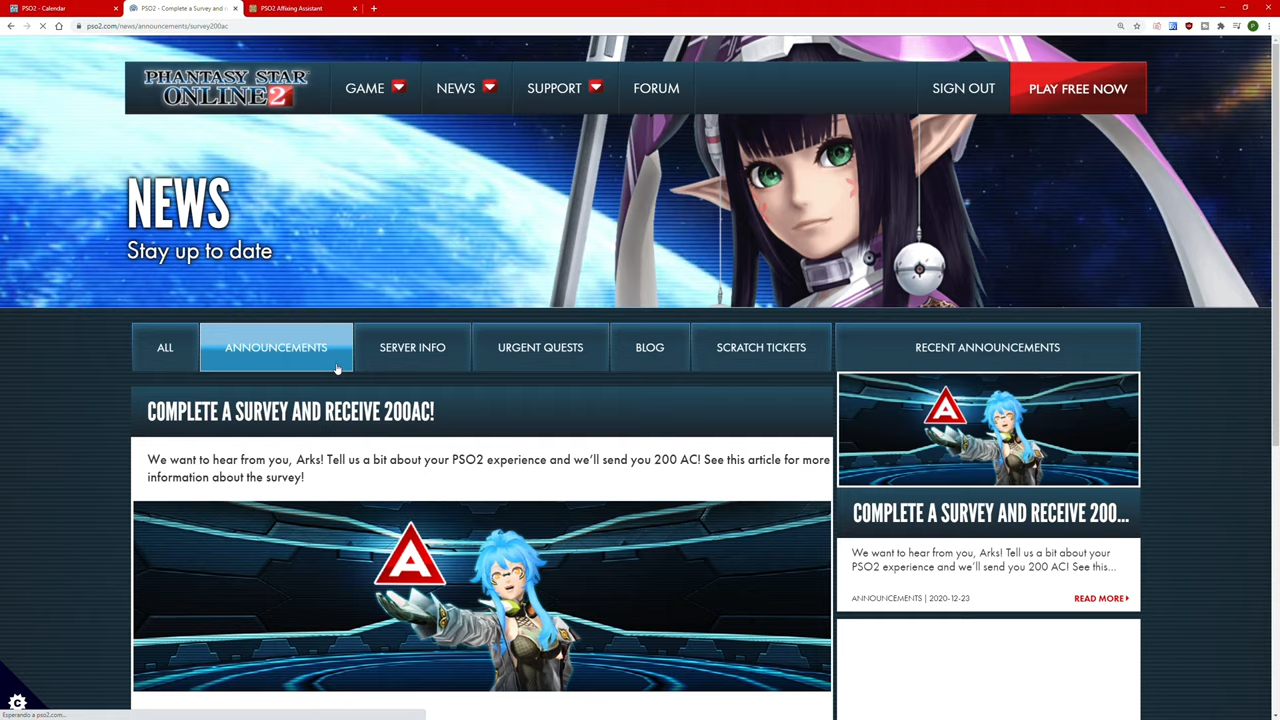 PSO2 - Calendar
PSO2 - Complete a Survey and r
PSO2 Affixing Assistant
pso2.com/news/announcements/survey200ac
PHANTASY STAR
ONLINE 2
GAME
NEWS
SUPPORT
FORUM
SIGN OUT
PLAY FREE NOW
NEWS
Stay up to date
ALL
ANNOUNCEMENTS
SERVER INFO
URGENT QUESTS
BLOG
SCRATCH TICKETS
RECENT ANNOUNCEMENTS
COMPLETE A SURVEY AND RECEIVE 200AC!
We want to hear from you, Arks! Tell us a bit about your PSO2 experience and we'll send you 200 AC! See this article for more
information about the survey!
A
A
COMPLETE A SURVEY AND RECEIVE 200...
We want to hear from you, Arks! Tell us a bit about your
PSO2 experience and we'll send you 200 AC! See this...
ANNOUNCEMENTS | 2020-12-23
READ MORE
Esperando a pso2.com...